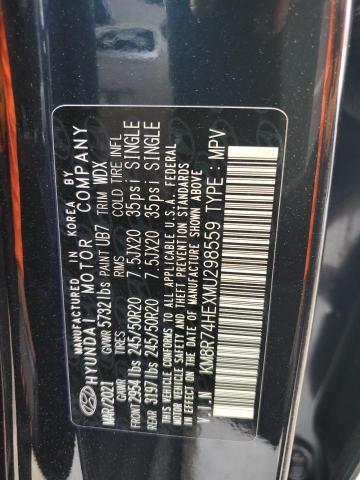 MANUFACTURED IN KOREA BY
HYUNDAI MOTOR COMPANY
MAR/2021 GVWR 5732 lbs PAINT UB7 TRIM WDX
GAWR RIMS COLD TIRE INFL
FRONT 2954 lbs 245/50R20 7.5JX20 35psi SINGLE
REAR 3197 lbs 245/50R20 7.5JX20 35psi SINGLE
THIS VEHICLE CONFORMS TO ALL APPLICABLE U.S.A. FEDERAL
MOTOR VEHICLE SAFETY BUMPER, AND THEFT PREVENTION
STANDARDS IN EFFECT ON THE DATE OF MANUFACTURE SHOWN ABOVE.
V.I.N KM8R74HEXMU298559 TYPE : MPV